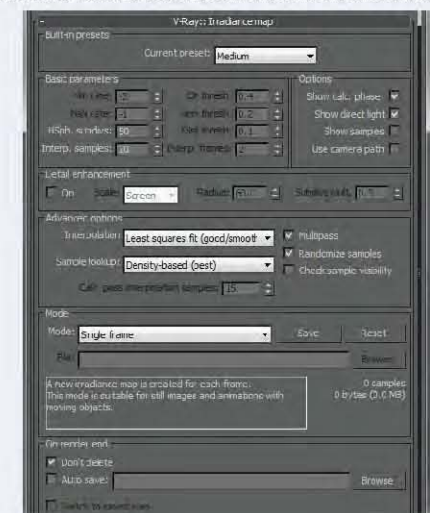 V-Ray:: Irradiance map
Built-in presets
Current preset: Medium
Basic parameters
Options
Min rate: -3
Clr thresh: 0.4
Show calc. phase
Max rate: -1
Nrm thresh: 0.2
Show direct light
HSph. subdivs: 50
Dist thresh: 0.1
Show samples
Interp. samples: 20
Interp. frames: 2
Use camera path
Detail enhancement
On
Scale: Screen
Radius:
Subdivs mult. 0.3
Advanced options
Interpolation: Least squares fit (good/smooth
Multipass
Randomize samples
Sample lookup: Density-based (best)
Check sample visibility
Calc. pass interpolation samples: 15
Mode
Mode: Single frame
Save
Reset
File:
Browse
A new irradiance map is created for each frame.
This mode is suitable for still images and animations with
moving objects.
0 samples
0 bytes (0.0 MB)
On render end
Don't delete
Auto save:
Browse
Switch to saved map